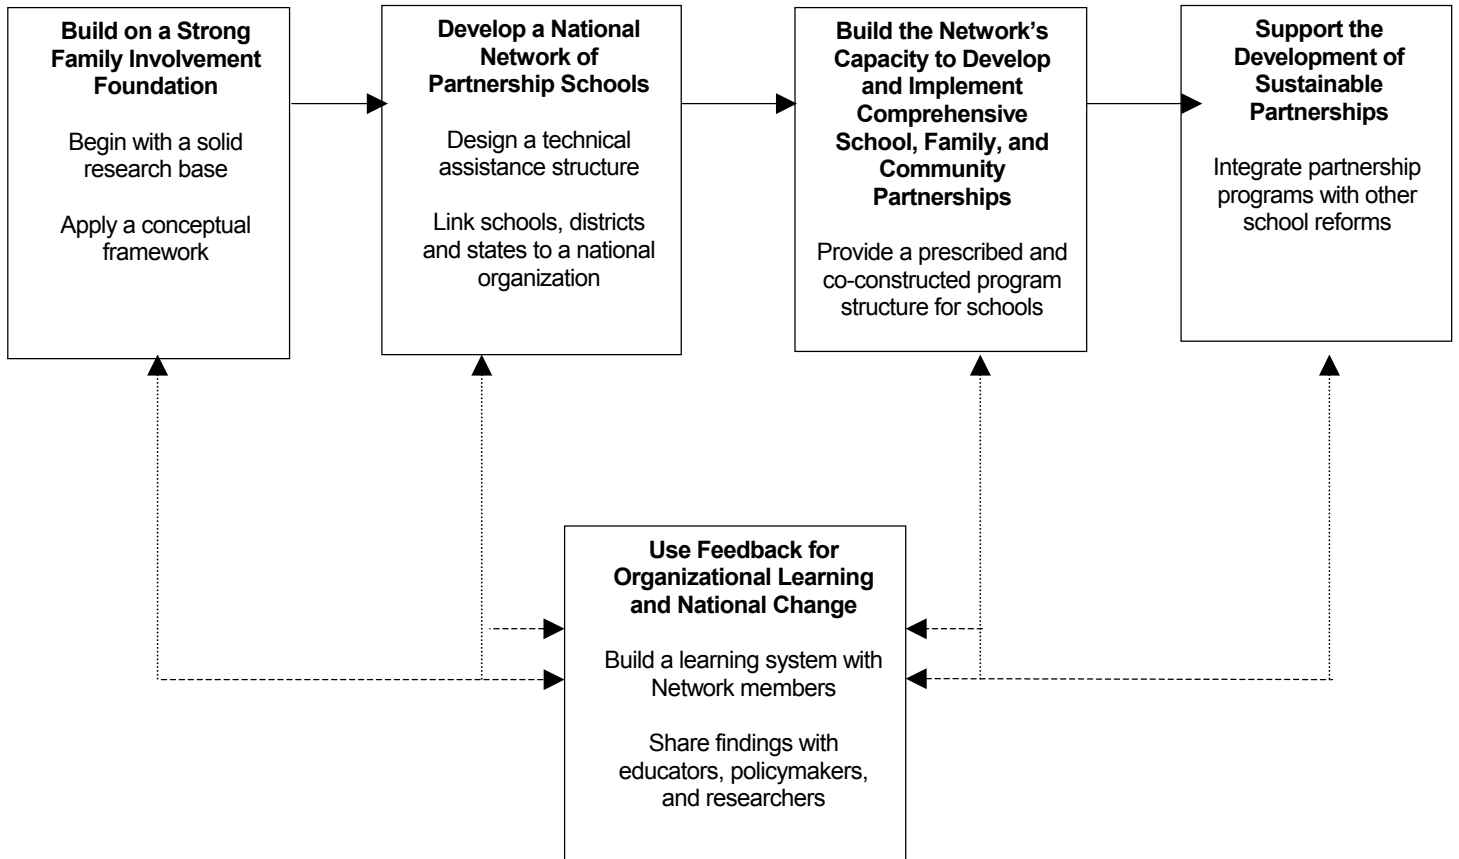 Build on a Strong
Family Involvement
Foundation
Begin with a solid
research base
Apply a conceptual
framework
Develop a National
Network of
Partnership Schools
Design a technical
assistance structure
Link schools, districts
and states to a national
organization
Build the Network’s
Capacity to Develop
and Implement
Comprehensive
School, Family, and
Community
Partnerships
Provide a prescribed and
co-constructed program
structure for schools
Support the
Development of
Sustainable
Partnerships
Integrate partnership
programs with other
school reforms
Use Feedback for
Organizational Learning
and National Change
Build a learning system with
Network members
Share findings with
educators, policymakers,
and researchers